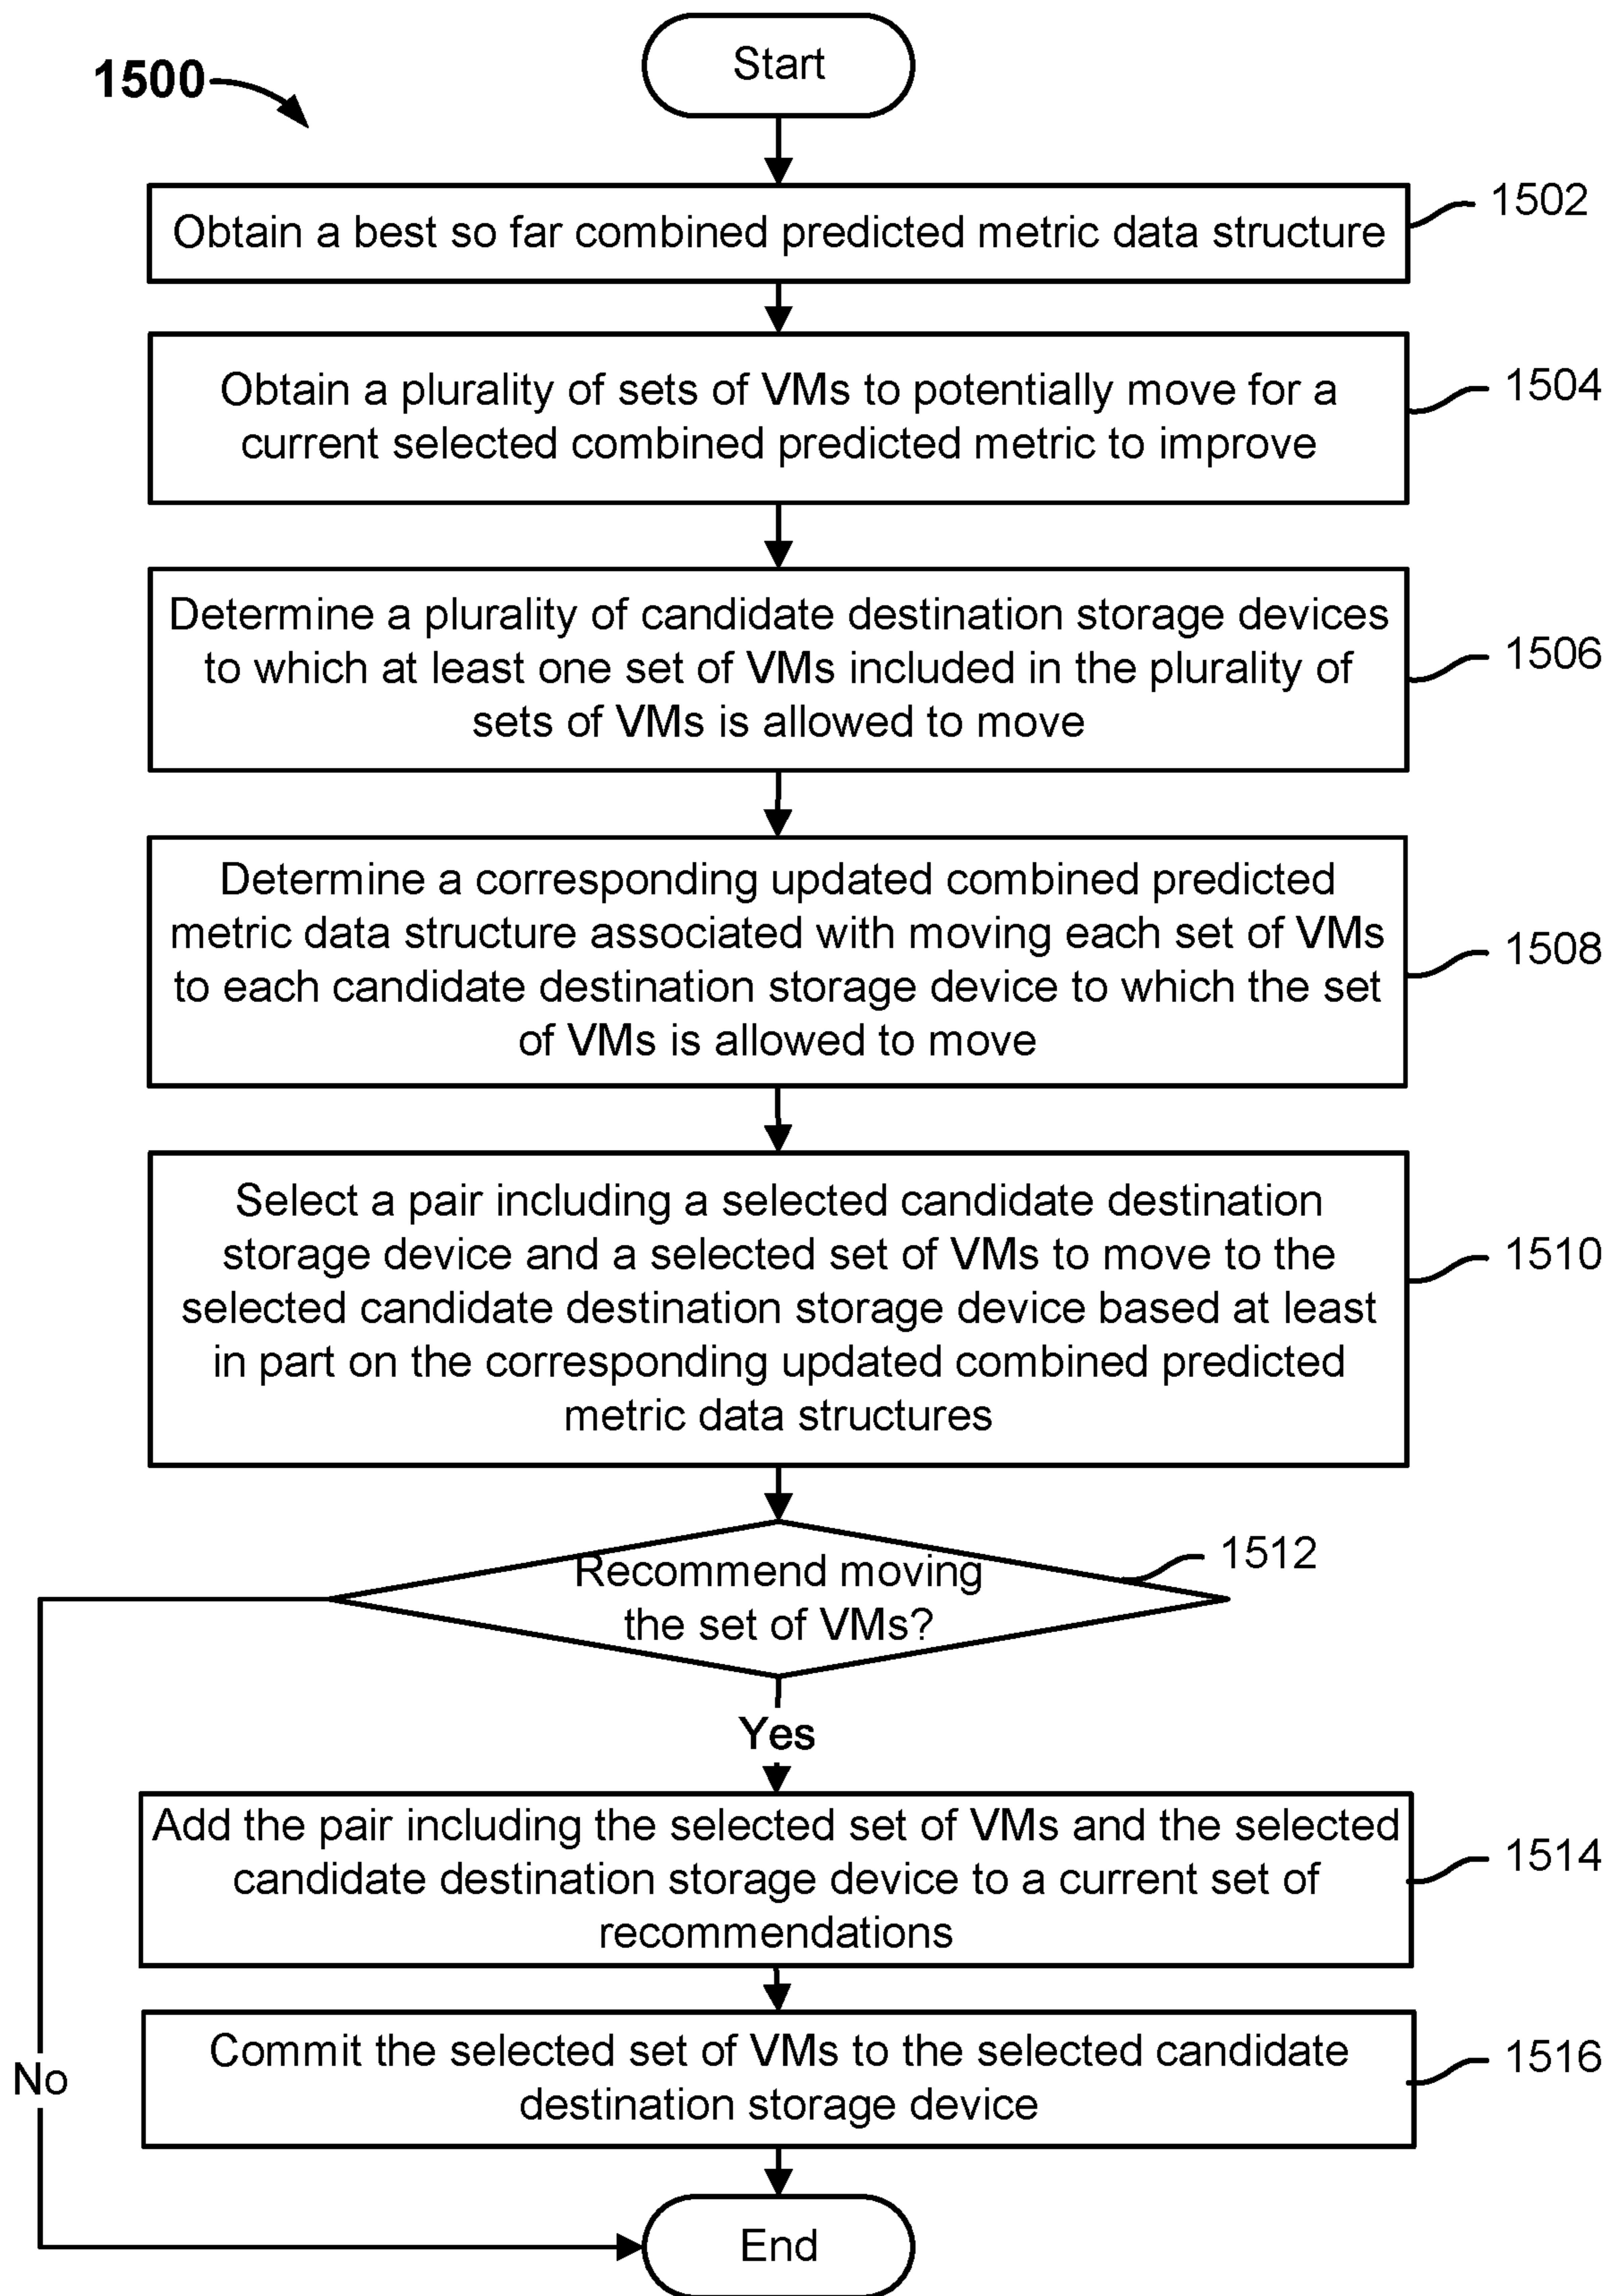 Start
1500
1502
Obtain a best so far combined predicted metric data structure
1504
Obtain a plurality of sets of VMs to potentially move for a
current selected combined predicted metric to improve
Determine a plurality of candidate destination storage devices
to which at least one set of VMs included in the plurality of
sets of VMs is allowed to move
1506
Determine a corresponding updated combined predicted
metric data structure associated with moving each set of VMs
to each candidate destination storage device to which the set
of VMs is allowed to move
1508
Select a pair including a selected candidate destination
storage device and a selected set of VMs to move to the
selected candidate destination storage device based at least
in part on the corresponding updated combined predicted
metric data structures
1510
Recommend moving
the set of VMs?
1512
Yes
Add the pair including the selected set of VMs and the selected
candidate destination storage device to a current set of
recommendations
1514
Commit the selected set of VMs to the selected candidate
destination storage device
1516
No
End